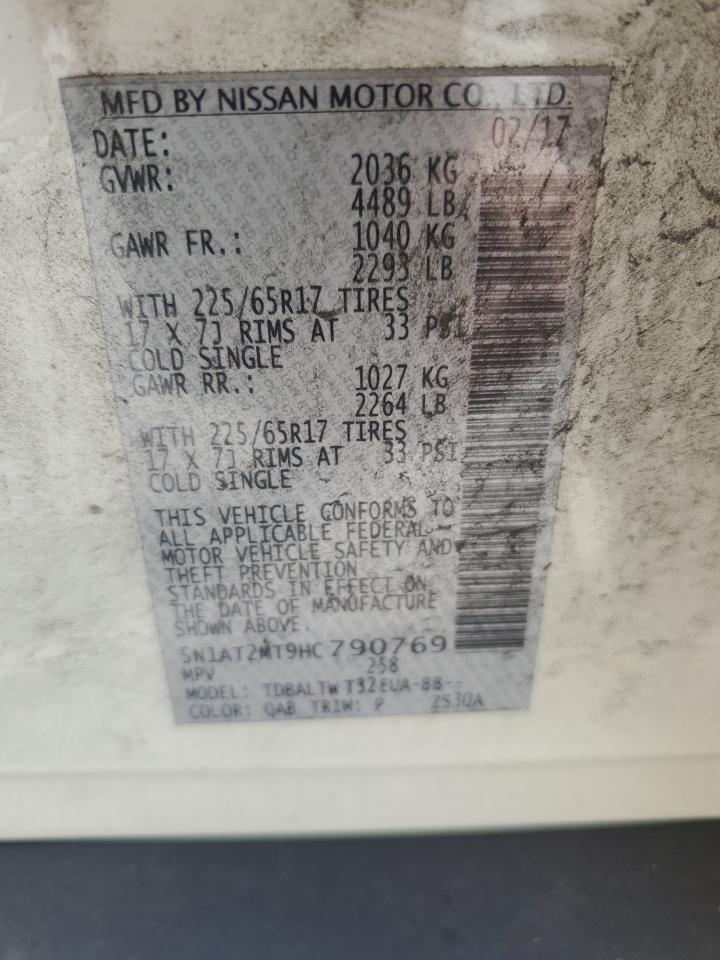 MFD BY NISSAN MOTOR CO., LTD.
DATE: 02/17
GVWR: 2036 KG
4489 LB
GAWR FR.: 1040 KG
2293 LB
WITH 225/65R17 TIRES
17 X 7J RIMS AT 33 PSI
COLD SINGLE
GAWR RR.: 1027 KG
2264 LB
WITH 225/65R17 TIRES
17 X 7J RIMS AT 33 PSI
COLD SINGLE
THIS VEHICLE CONFORMS TO
ALL APPLICABLE FEDERAL
MOTOR VEHICLE SAFETY AND
THEFT PREVENTION
STANDARDS IN EFFECT ON
THE DATE OF MANUFACTURE
SHOWN ABOVE.
5N1AT2MT9HC790769
MPV 258
MODEL: TDBALTW T32EUA-BB--
COLOR: QAB TRIM: P 2530A